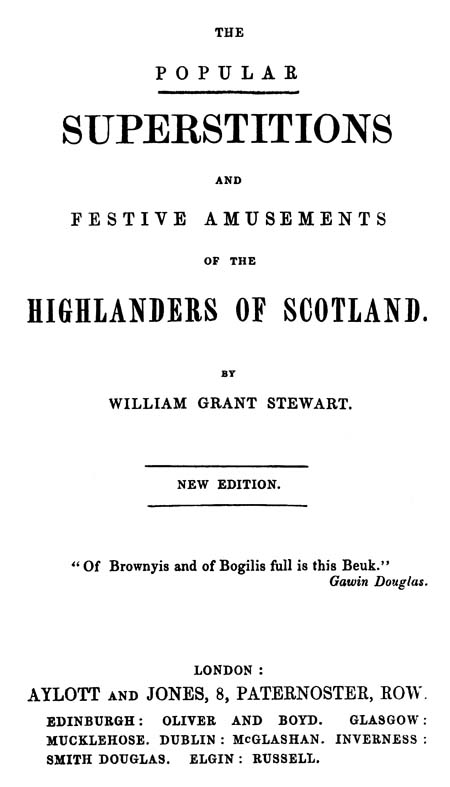 THE
POPULAR
SUPERSTITIONS
AND
FESTIVE AMUSEMENTS
OF THE
HIGHLANDERS OF SCOTLAND.
BY
WILLIAM GRANT STEWART.
NEW EDITION.
"Of Brownyis and of Bogilis full is this Beuk."
Gawin Douglas.
LONDON:
AYLOTT AND JONES, 8, PATERNOSTER, ROW.
EDINBURGH: OLIVER AND BOYD. GLASGOW:
MUCKLEHOSE. DUBLIN: McGLASHAN. INVERNESS:
SMITH DOUGLAS. ELGIN: RUSSELL.